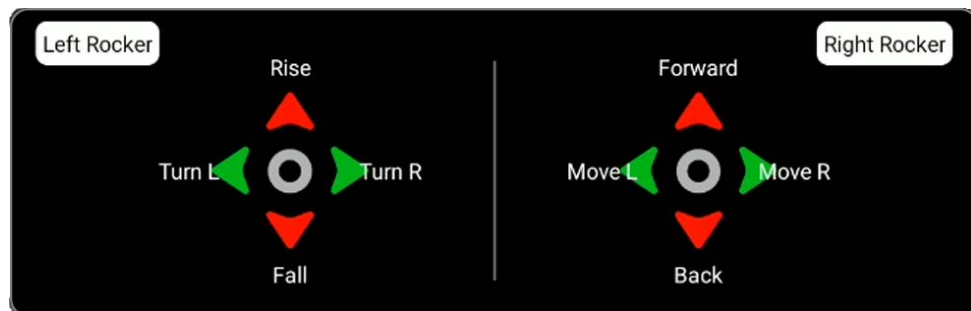 Left Rocker
Right Rocker
Rise
Forward
Turn L
Turn R
Move L
Move R
Fall
Back